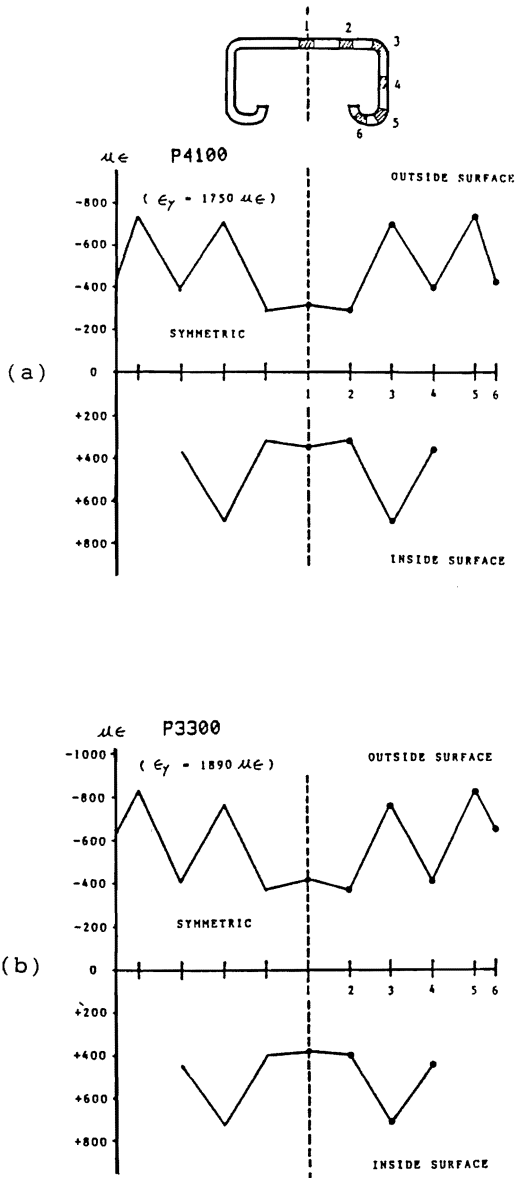 1
2
3
4
5
6
με P4100
OUTSIDE SURFACE
( εy = 1750 με)
-800
-600
-400
SYMMETRIC
-200
(a)
0
2 3 4 5 6
+200
+400
+600
+800
INSIDE SURFACE
με P3300
-1000
OUTSIDE SURFACE
( εy = 1890 με)
-800
-600
-400
SYMMETRIC
-200
(b)
0
2 3 4 5 6
+200
+400
+600
+800
INSIDE SURFACE